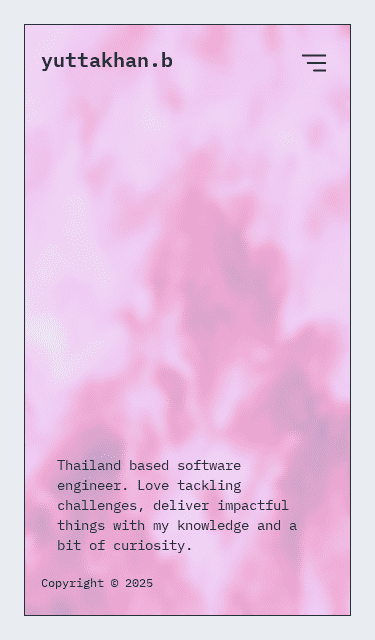 yuttakhan.b
Thailand based software
engineer. Love tackling
challenges, deliver impactful
things with my knowledge and a
bit of curiosity.
Copyright © 2025